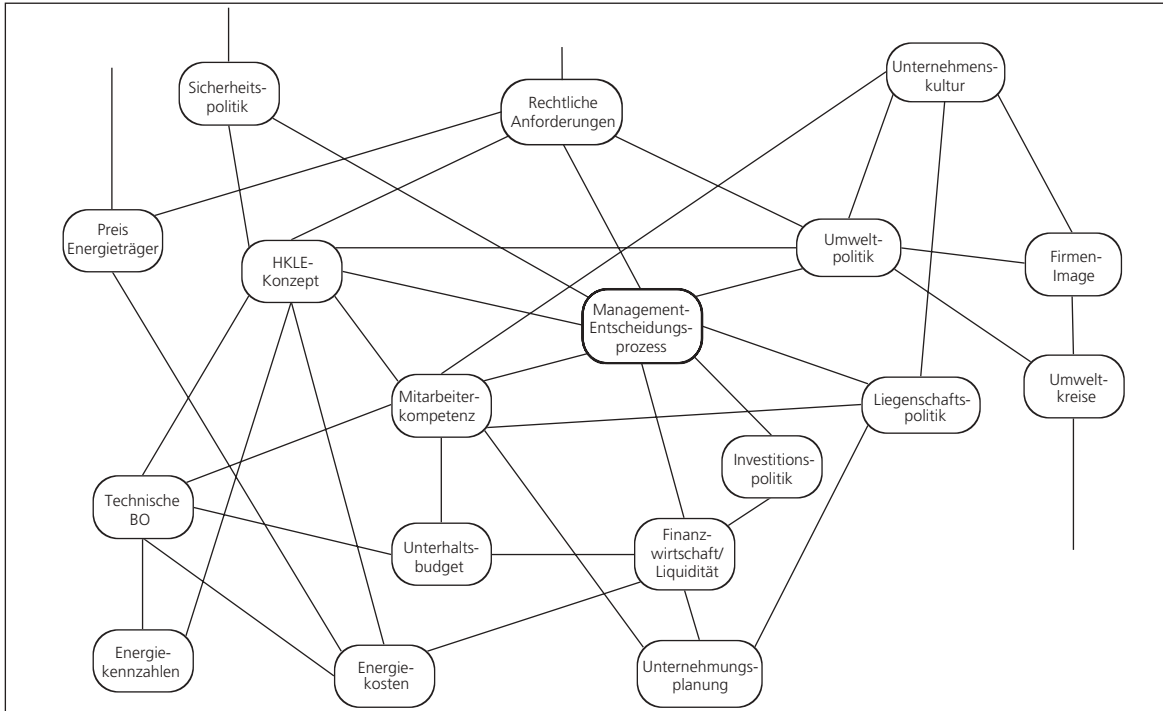 Sicherheits-
politik
Rechtliche
Anforderungen
Unternehmens-
kultur
Preis
Energieträger
HKLE-
Konzept
Umwelt-
politik
Firmen-
Image
Management-
Entscheidungs-
prozess
Mitarbeiter-
kompetenz
Liegenschafts-
politik
Umwelt-
kreise
Investitions-
politik
Technische
BO
Unterhalts-
budget
Finanz-
wirtschaft/
Liquidität
Energie-
kennzahlen
Energie-
kosten
Unternehmungs-
planung